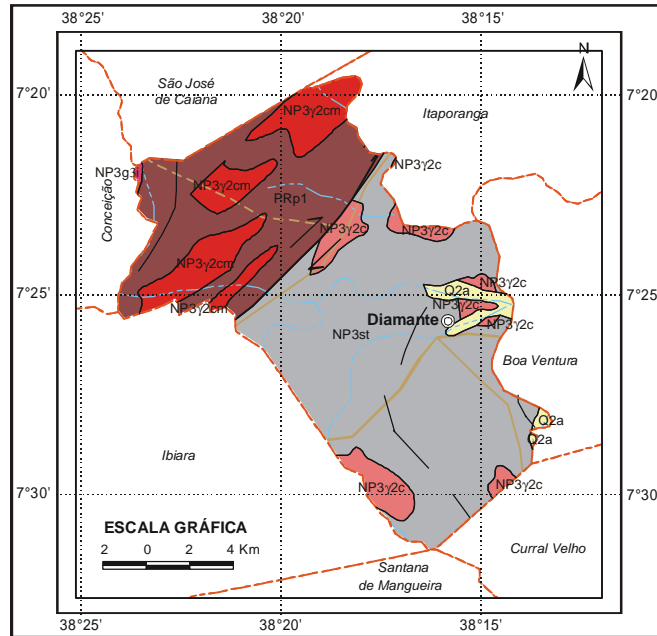 38°25' 38°20' 38°15'
N
São José
de Caiana
7°20' 7°20'
Itaporanga
NP3γ2cm
NP3γ2c
NP3g3i
NP3γ2cm
PRp1
Conceição
NP3γ2c
NP3γ2c
NP3γ2cm
NP3γ2c
Q2a
7°25' 7°25'
NP3γ2cm
NP3γ2c
Diamante
NP3γ2c
NP3st
Boa Ventura
Q2a
Q2a
Ibiara
NP3γ2c
NP3γ2c
7°30' 7°30'
ESCALA GRÁFICA
2 0 2 4 Km
Curral Velho
Santana
de Mangueira
38°25' 38°20' 38°15'